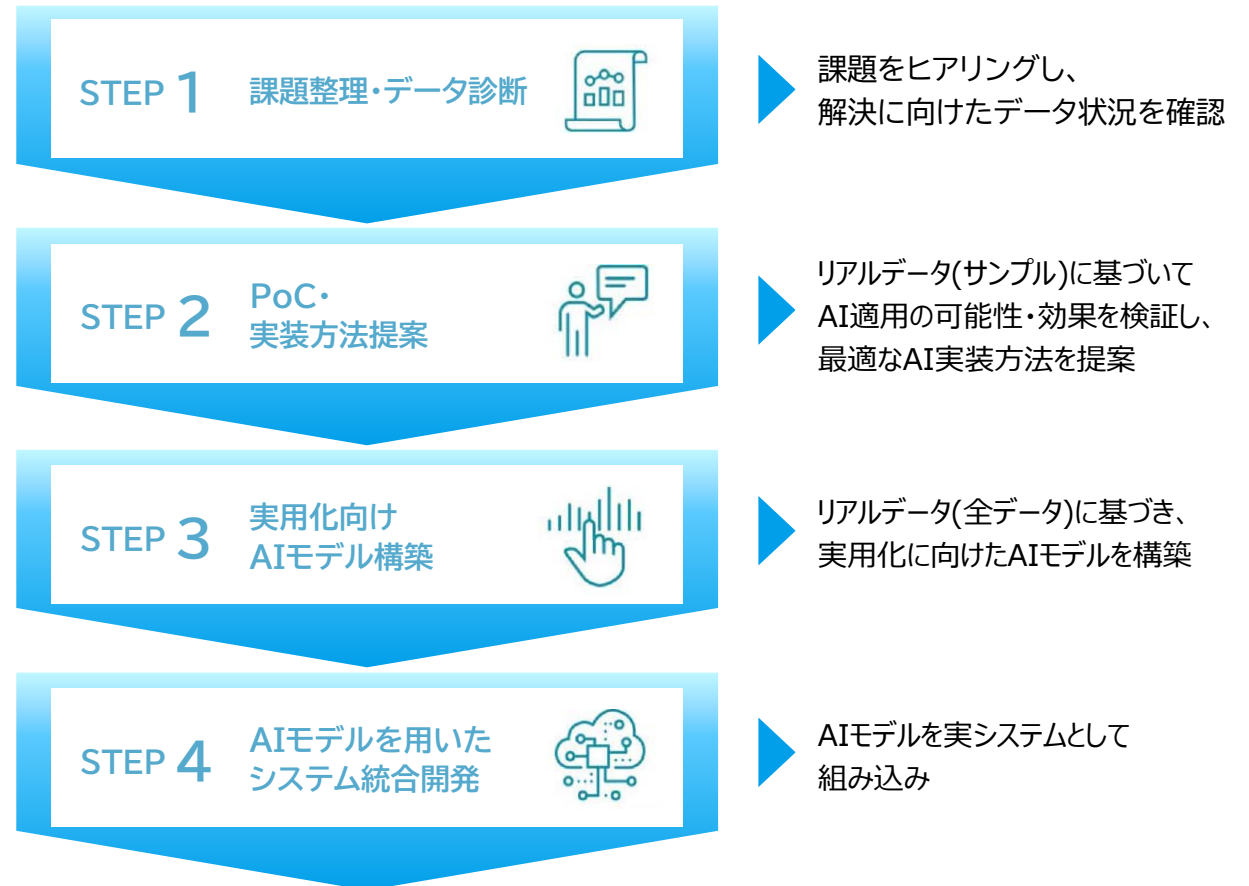 STEP 1 課題整理・データ診断
課題をヒアリングし、
解決に向けたデータ状況を確認
STEP 2 PoC・
実装方法提案
リアルデータ(サンプル)に基づいて
AI適用の可能性・効果を検証し、
最適なAI実装方法を提案
STEP 3 実用化向け
AIモデル構築
リアルデータ(全データ)に基づき、
実用化に向けたAIモデルを構築
STEP 4 AIモデルを用いた
システム統合開発
AIモデルを実システムとして
組み込み